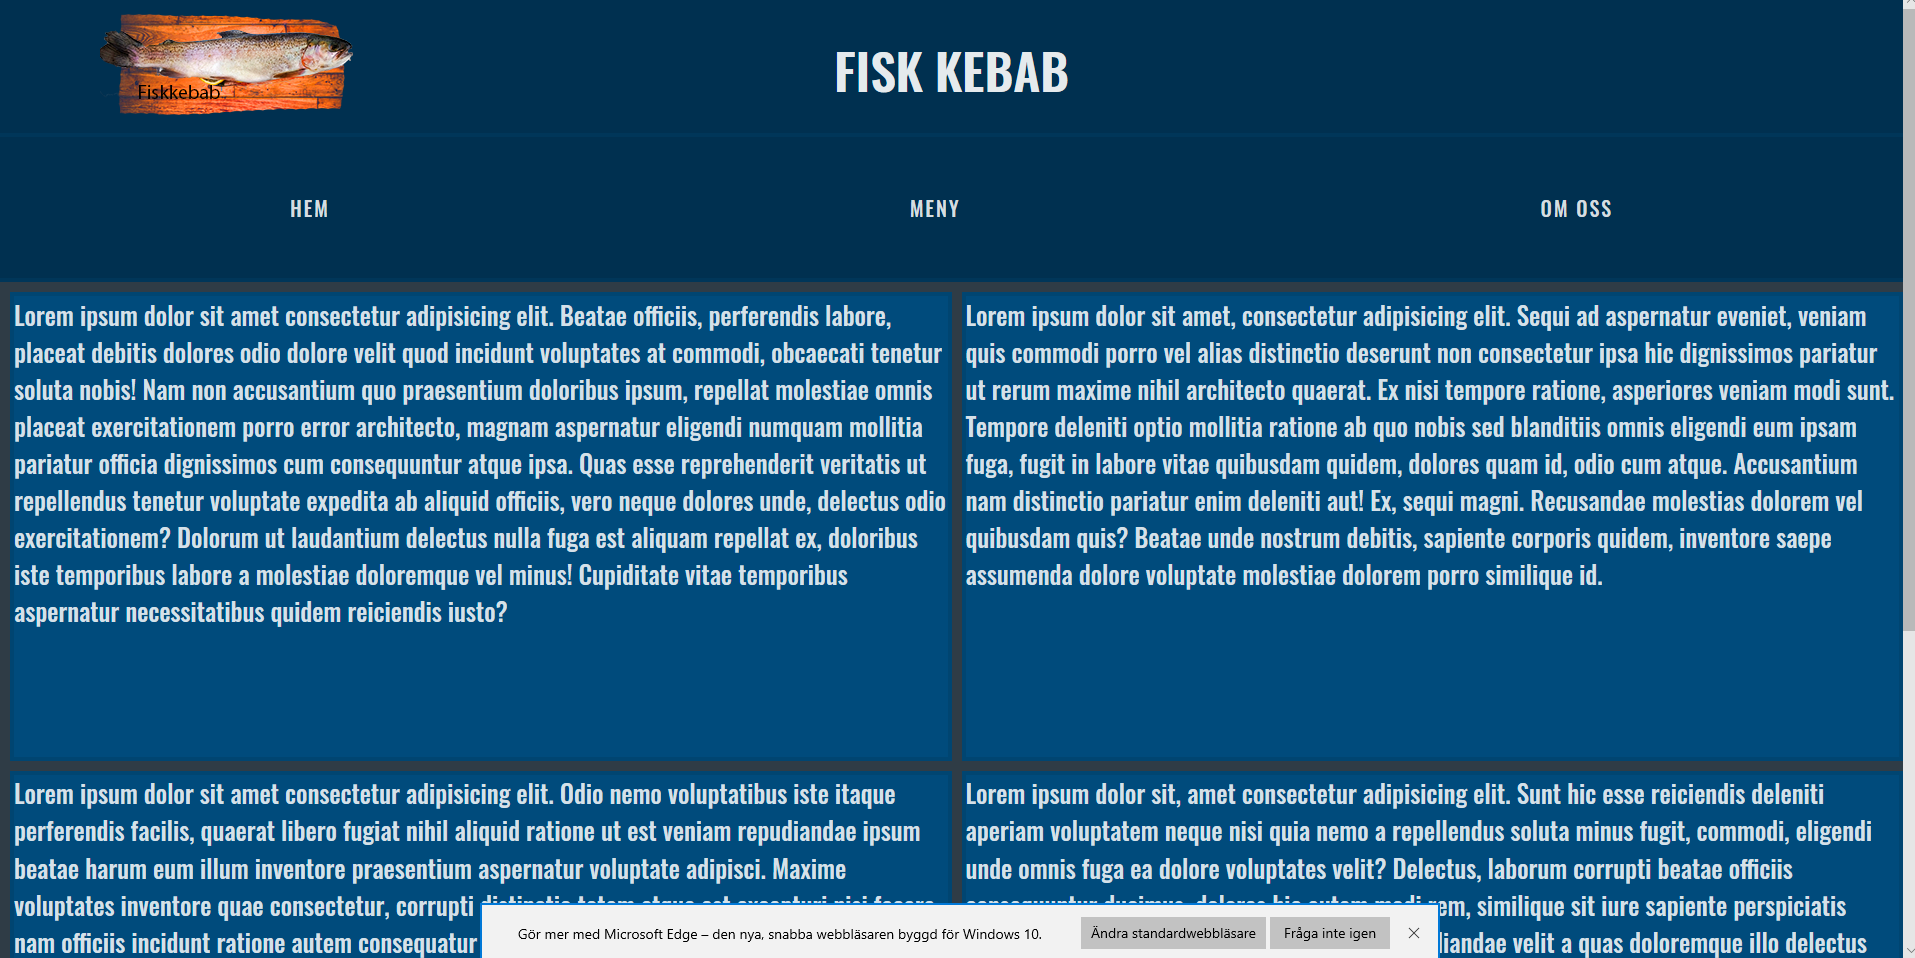 Fiskkebab
FISK KEBAB
HEM
MENY
OM OSS
Lorem ipsum dolor sit amet consectetur adipisicing elit. Beatae officiis, perferendis labore,
placeat debitis dolores odio dolore velit quod incidunt voluptates at commodi, obcaecati tenetur
soluta nobis! Nam non accusantium quo praesentium doloribus ipsum, repellat molestiae omnis
placeat exercitationem porro error architecto, magnam aspernatur eligendi numquam mollitia
pariatur officia dignissimos cum consequuntur atque ipsa. Quas esse reprehenderit veritatis ut
repellendus tenetur voluptate expedita ab aliquid officiis, vero neque dolores unde, delectus odio
exercitationem? Dolorum ut laudantium delectus nulla fuga est aliquam repellat ex, doloribus
iste temporibus labore a molestiae doloremque vel minus! Cupiditate vitae temporibus
aspernatur necessitatibus quidem reiciendis iusto?
Lorem ipsum dolor sit amet, consectetur adipisicing elit. Sequi ad aspernatur eveniet, veniam
quis commodi porro vel alias distinctio deserunt non consectetur ipsa hic dignissimos pariatur
ut rerum maxime nihil architecto quaerat. Ex nisi tempore ratione, asperiores veniam modi sunt.
Tempore deleniti optio mollitia ratione ab quo nobis sed blanditiis omnis eligendi eum ipsam
fuga, fugit in labore vitae quibusdam quidem, dolores quam id, odio cum atque. Accusantium
nam distinctio pariatur enim deleniti aut! Ex, sequi magni. Recusandae molestias dolorem vel
quibusdam quis? Beatae unde nostrum debitis, sapiente corporis quidem, inventore saepe
assumenda dolore voluptate molestiae dolorem porro similique id.
Lorem ipsum dolor sit amet consectetur adipisicing elit. Odio nemo voluptatibus iste itaque
perferendis facilis, quaerat libero fugiat nihil aliquid ratione ut est veniam repudiandae ipsum
beatae harum eum illum inventore praesentium aspernatur voluptate adipisci. Maxime
voluptates inventore quae consectetur, corrupti
nam officiis incidunt ratione autem consequatur
Lorem ipsum dolor sit, amet consectetur adipisicing elit. Sunt hic esse reiciendis deleniti
aperiam voluptatem neque nisi quia nemo a repellendus soluta minus fugit, commodi, eligendi
unde omnis fuga ea dolore voluptates velit? Delectus, laborum corrupti beatae officiis
similique sit iure sapiente perspiciatis
velit a quas doloremque illo delectus
Gör mer med Microsoft Edge – den nya, snabba webbläsaren byggd för Windows 10.
Ändra standardwebbläsare
Fråga inte igen